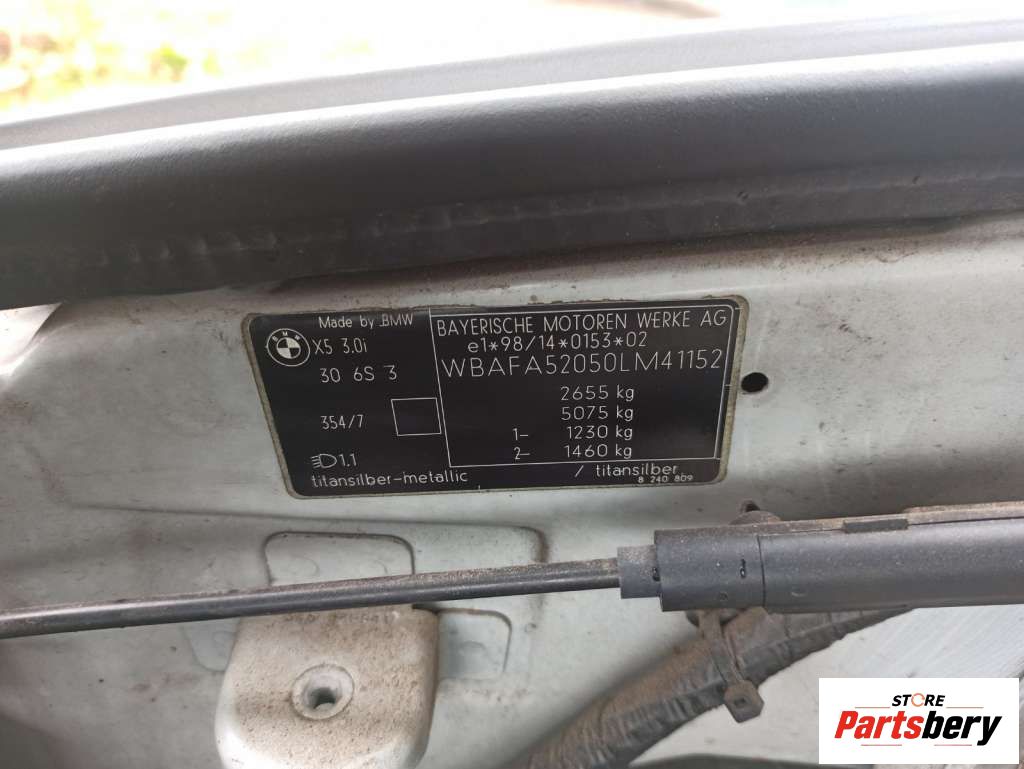 Made by BMW
BMW
X5 3.0i
30 6S 3
354/7
1.1
titansilber-metallic
BAYERISCHE MOTOREN WERKE AG
e1*98/14*0153*02
WBAFA52050LM41152
2655 kg
5075 kg
1- 1230 kg
2- 1460 kg
/ titansilber
8 240 809
STORE
Partsbery